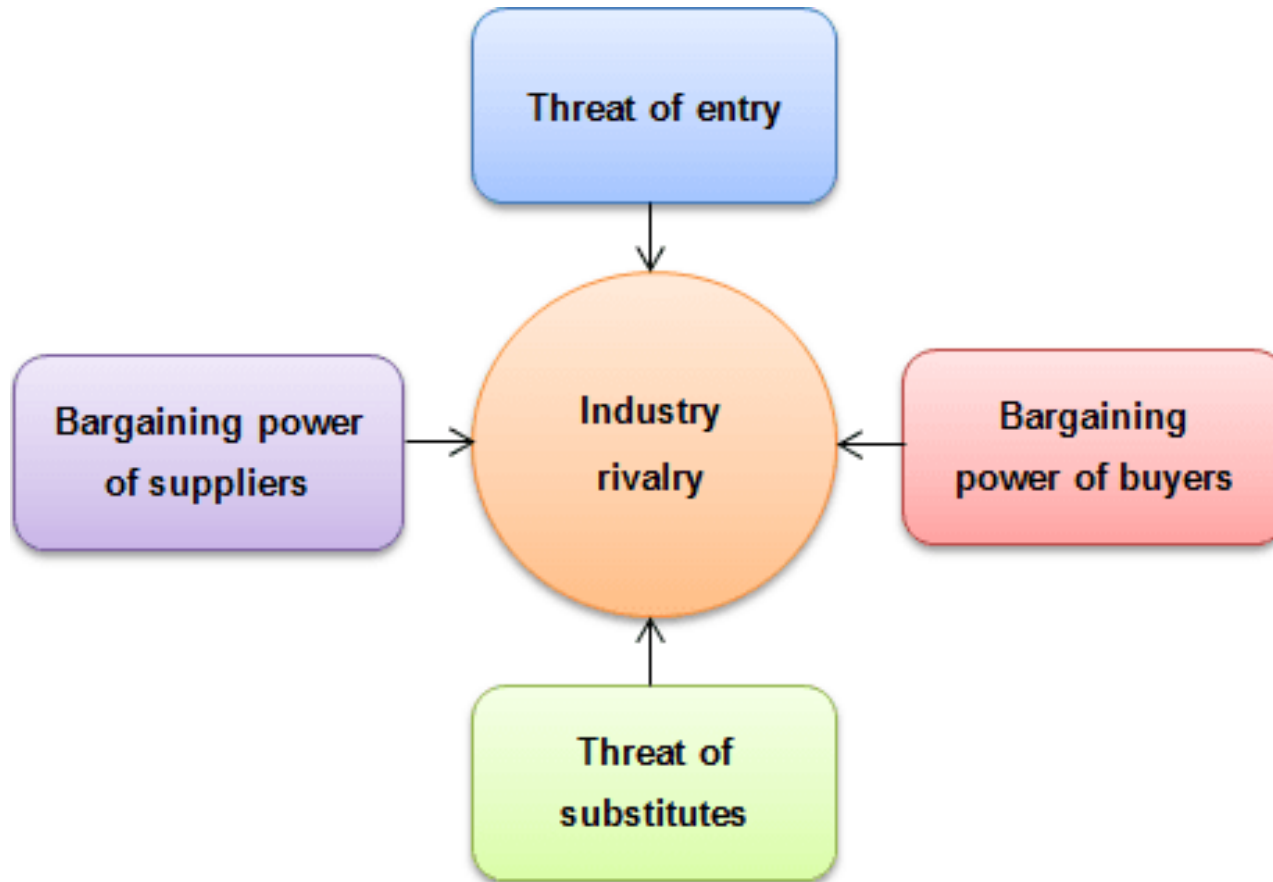 Threat of entry
Bargaining power
of suppliers
Industry
rivalry
Bargaining
power of buyers
Threat of
substitutes